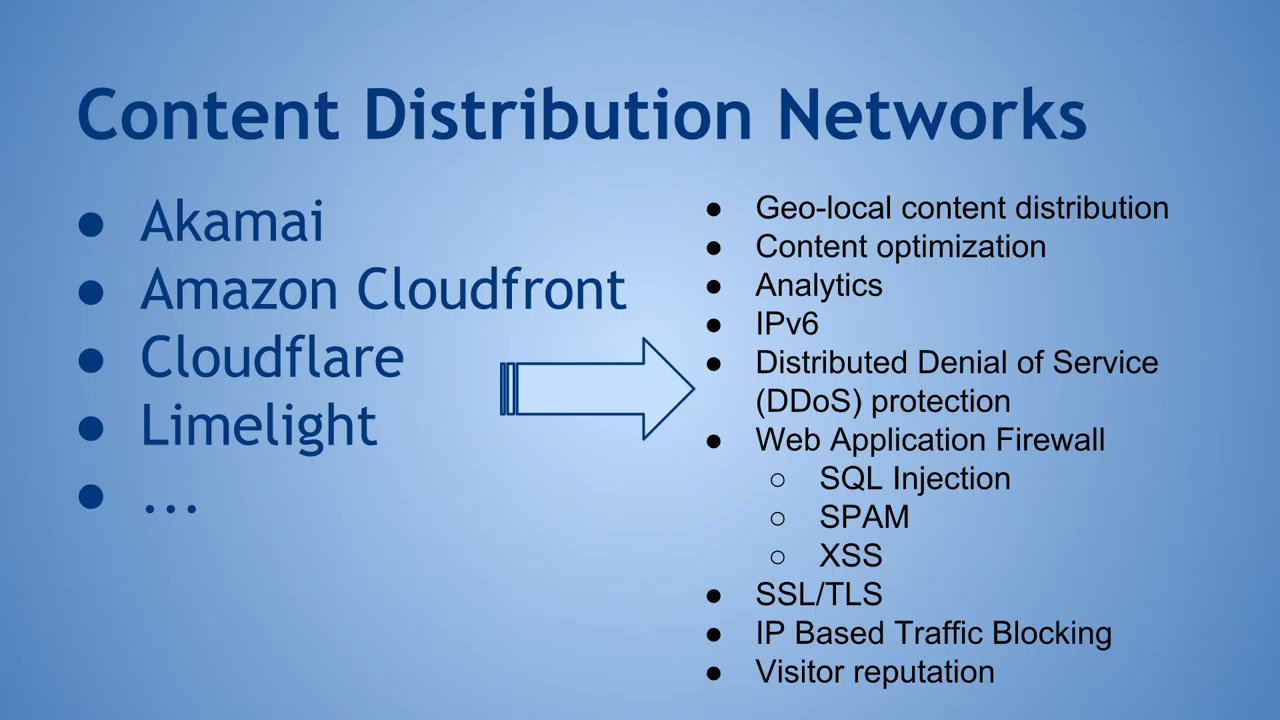 Content Distribution Networks
● Akamai
● Amazon Cloudfront
● Cloudflare
● Limelight
● ...
● Geo-local content distribution
● Content optimization
● Analytics
● IPv6
● Distributed Denial of Service
(DDoS) protection
● Web Application Firewall
○ SQL Injection
○ SPAM
○ XSS
● SSL/TLS
● IP Based Traffic Blocking
● Visitor reputation